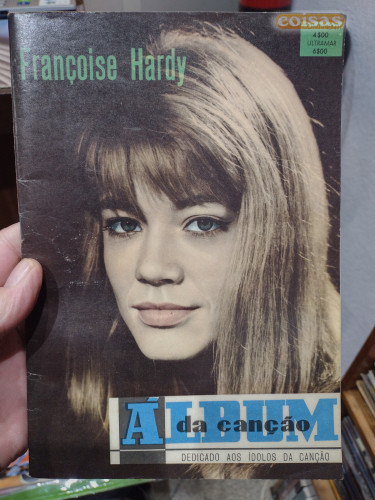 coisas
4$00
ULTRAMAR
6$00
Françoise Hardy
ÁLBUM
da canção
DEDICADO AOS ÍDOLOS DA CANÇÃO